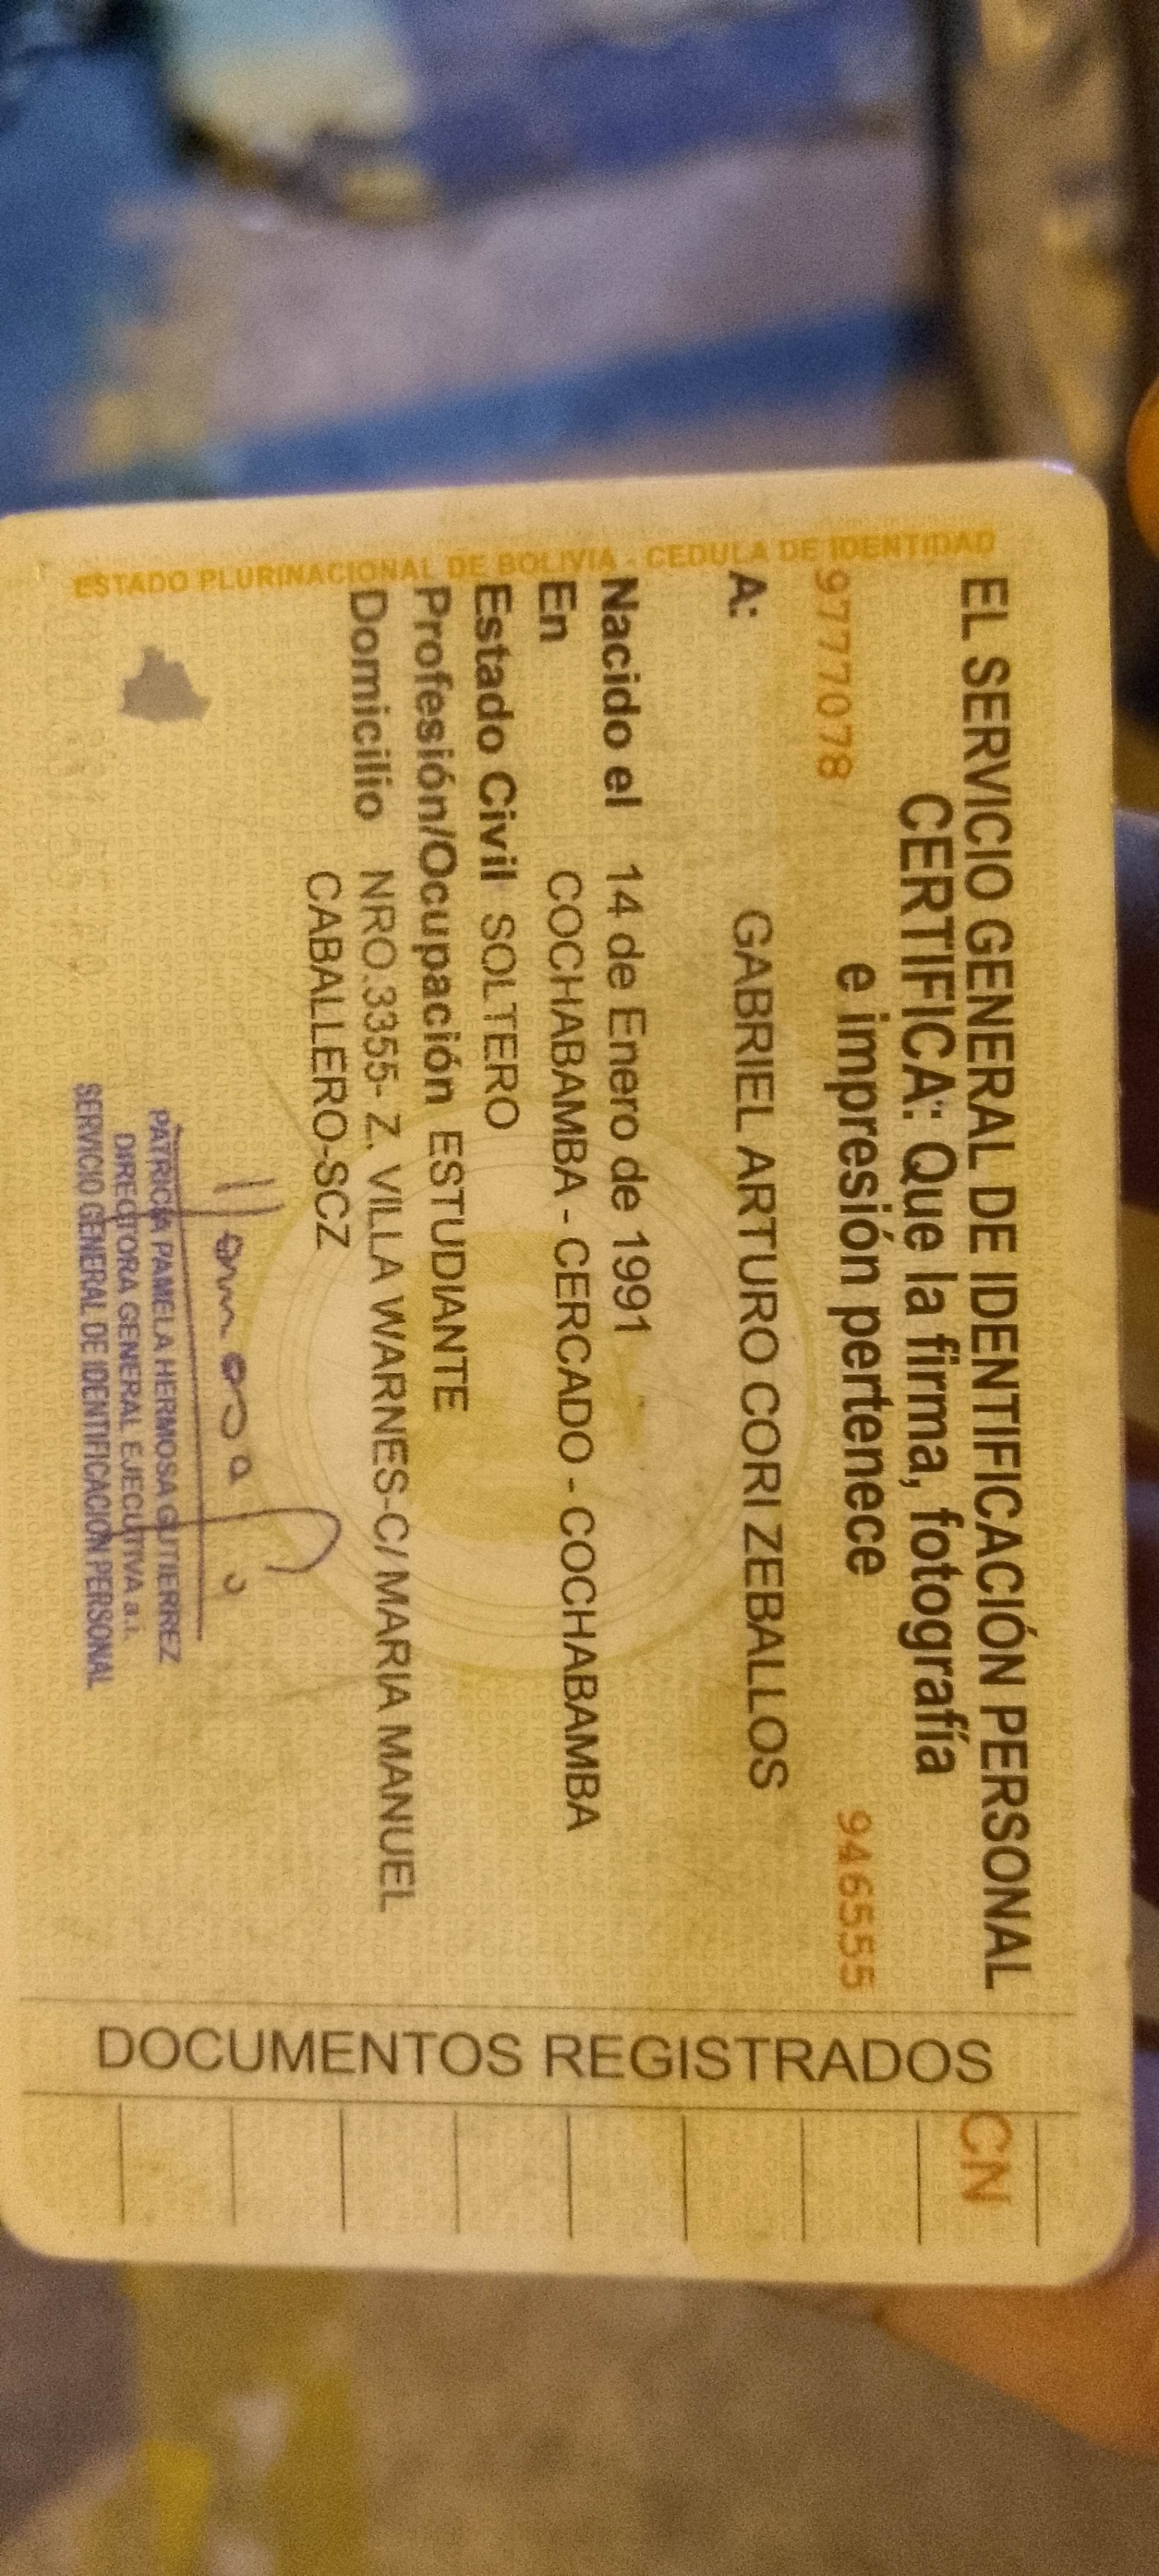 ESTADO PLURINACIONAL DE BOLIVIA - CEDULA DE IDENTIDAD
EL SERVICIO GENERAL DE IDENTIFICACIÓN PERSONAL
CERTIFICA: Que la firma, fotografía
e impresión pertenece
9777078 946555
A: GABRIEL ARTURO CORI ZEBALLOS
Nacido el 14 de Enero de 1991
En COCHABAMBA - CERCADO - COCHABAMBA
Estado Civil SOLTERO
Profesión/Ocupación ESTUDIANTE
Domicilio NRO.3355- Z. VILLA WARNES-C/ MARIA MANUEL
CABALLERO-SCZ
PATRICIA PAMELA HERMOSA GUTIERREZ
DIRECTORA GENERAL EJECUTIVA a.i.
SERVICIO GENERAL DE IDENTIFICACION PERSONAL
DOCUMENTOS REGISTRADOS
CN